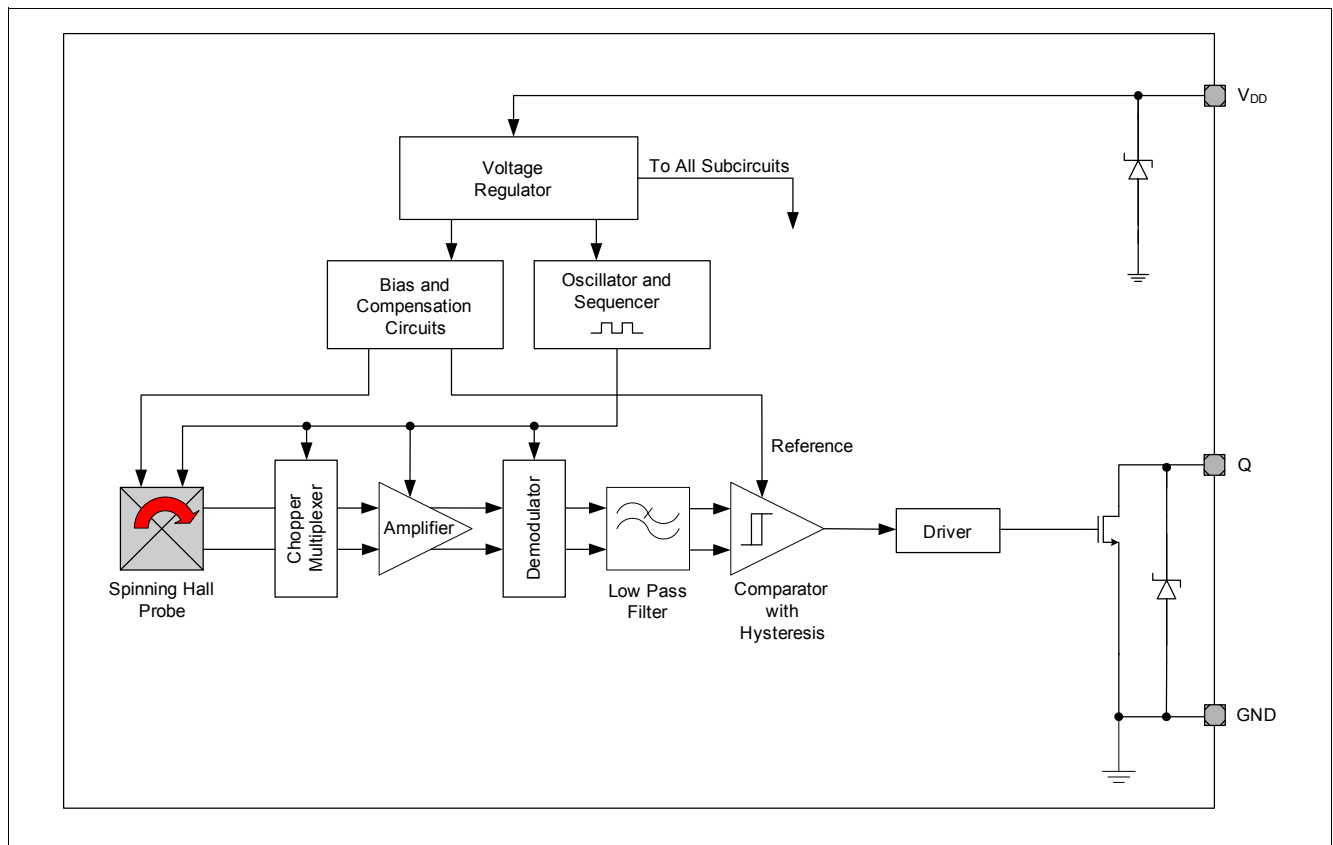 V_DD
Voltage
Regulator
To All Subcircuits
Bias and
Compensation
Circuits
Oscillator and
Sequencer
Reference
Q
Chopper
Multiplexer
Amplifier
Demodulator
Driver
Spinning Hall
Probe
Low Pass
Filter
Comparator
with
Hysteresis
GND